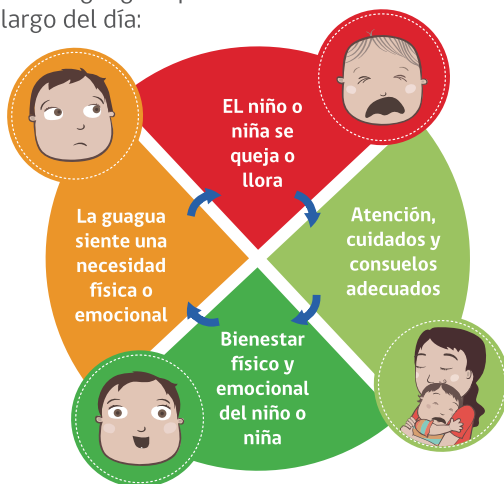 largo del día:
EL niño o
niña se
queja o
llora
Atención,
cuidados y
consuelos
adecuados
Bienestar
físico y
emocional
del niño o
niña
La guagua
siente una
necesidad
física o
emocional